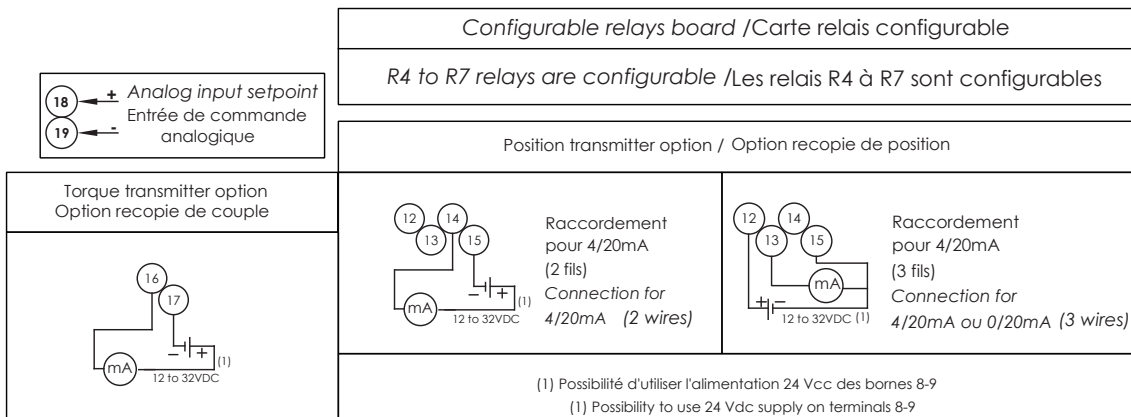 Configurable relays board /Carte relais configurable
R4 to R7 relays are configurable /Les relais R4 à R7 sont configurables
18 + Analog input setpoint
19 - Entrée de commande
analogique
Position transmitter option / Option recopie de position
Torque transmitter option
Option recopie de couple
16
17
mA
- +
(1)
12 to 32VDC
12
14
13
15
mA
- +
(1)
12 to 32VDC
Raccordement
pour 4/20mA
(2 fils)
Connection for
4/20mA (2 wires)
12
14
13
15
mA
+ -
12 to 32VDC (1)
Raccordement
pour 4/20mA
(3 fils)
Connection for
4/20mA ou 0/20mA (3 wires)
(1) Possibilité d'utiliser l'alimentation 24 Vcc des bornes 8-9
(1) Possibility to use 24 Vdc supply on terminals 8-9